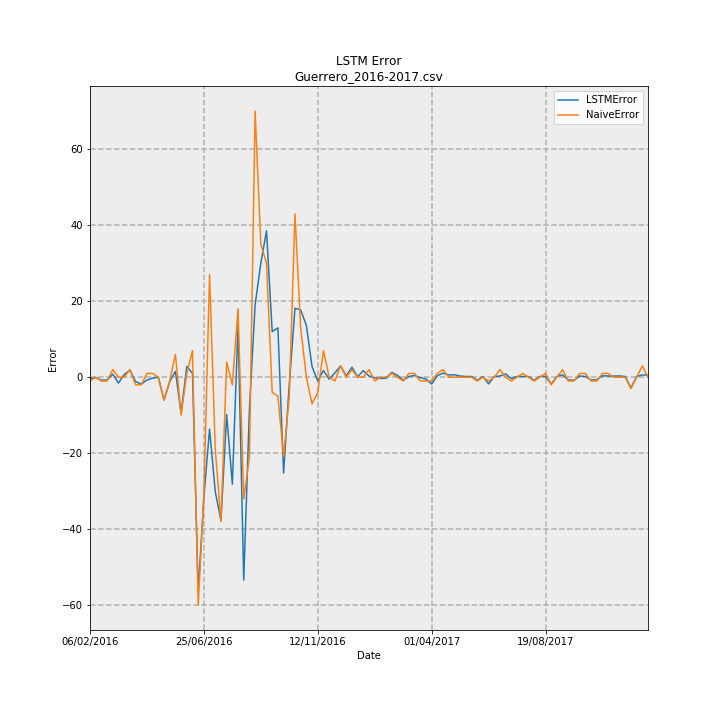 LSTM Error
Guerrero_2016-2017.csv
LSTMError
NaiveError
60
40
20
0
−20
−40
−60
Error
06/02/2016 25/06/2016 12/11/2016 01/04/2017 19/08/2017
Date